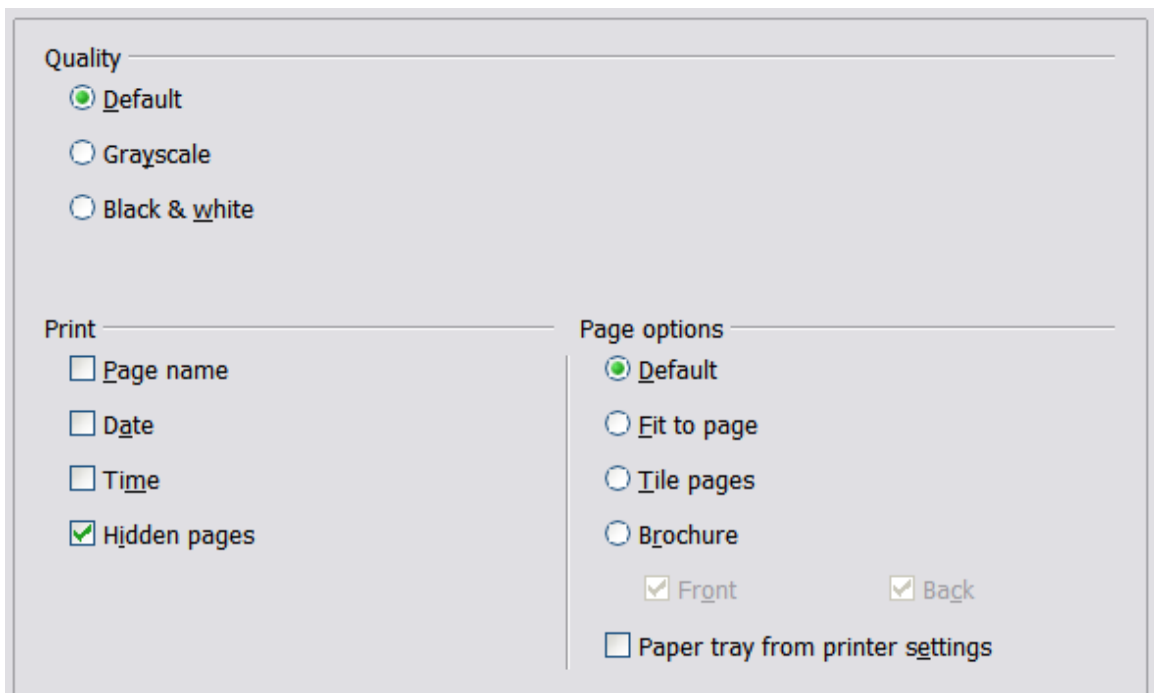 Quality
Default
Grayscale
Black & white
Print
Page name
Date
Time
Hidden pages
Page options
Default
Fit to page
Tile pages
Brochure
Front Back
Paper tray from printer settings